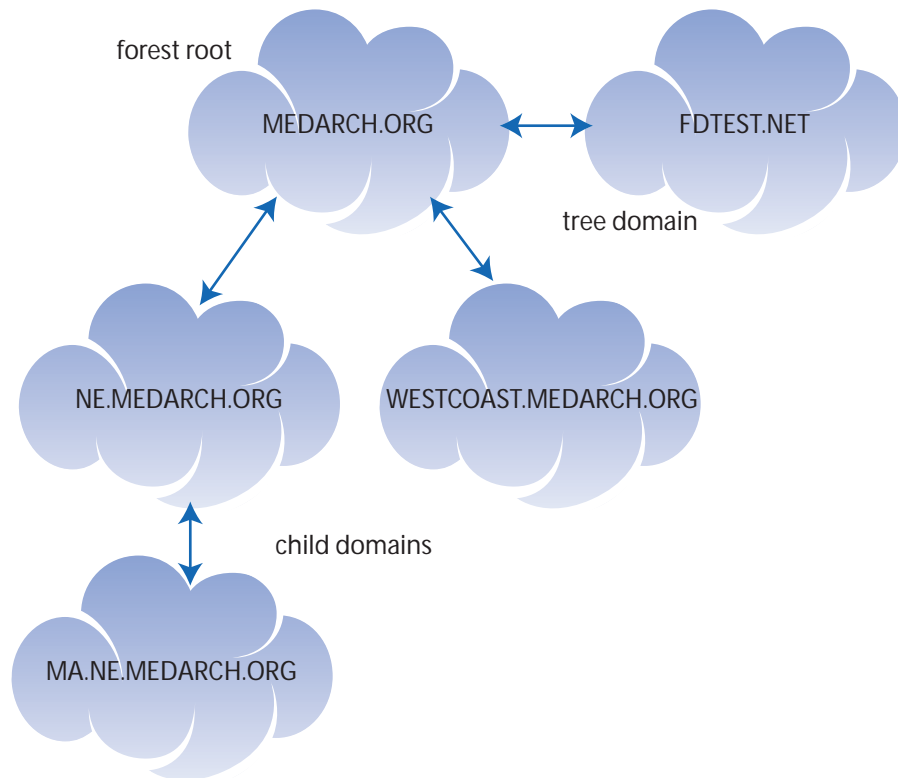 forest root
MEDARCH.ORG
FDTEST.NET
tree domain
NE.MEDARCH.ORG
WESTCOAST.MEDARCH.ORG
child domains
MA.NE.MEDARCH.ORG